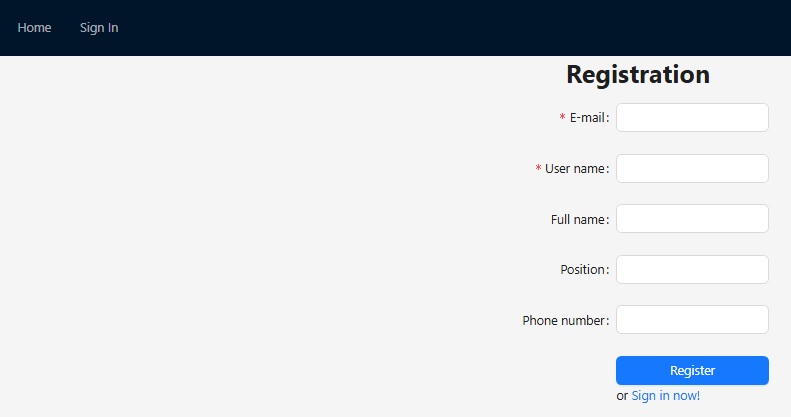 Home Sign In
Registration
* E-mail:
* User name:
Full name:
Position:
Phone number:
Register
or Sign in now!